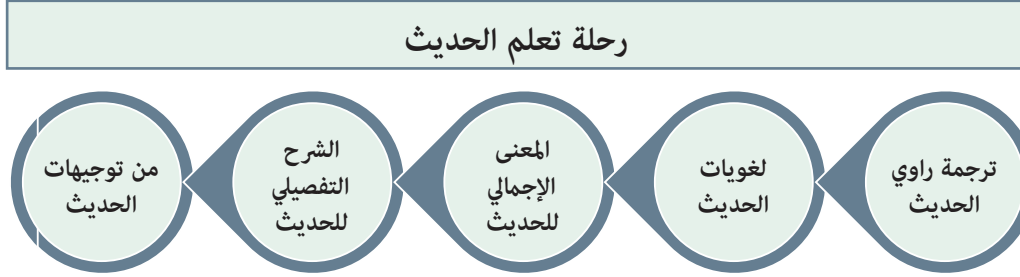 رحلة تعلم الحديث
ترجمة راوي
الحديث
لغويات
الحديث
المعنى
الإجمالي
للحديث
الشرح
التفصيلي
للحديث
من توجيهات
الحديث